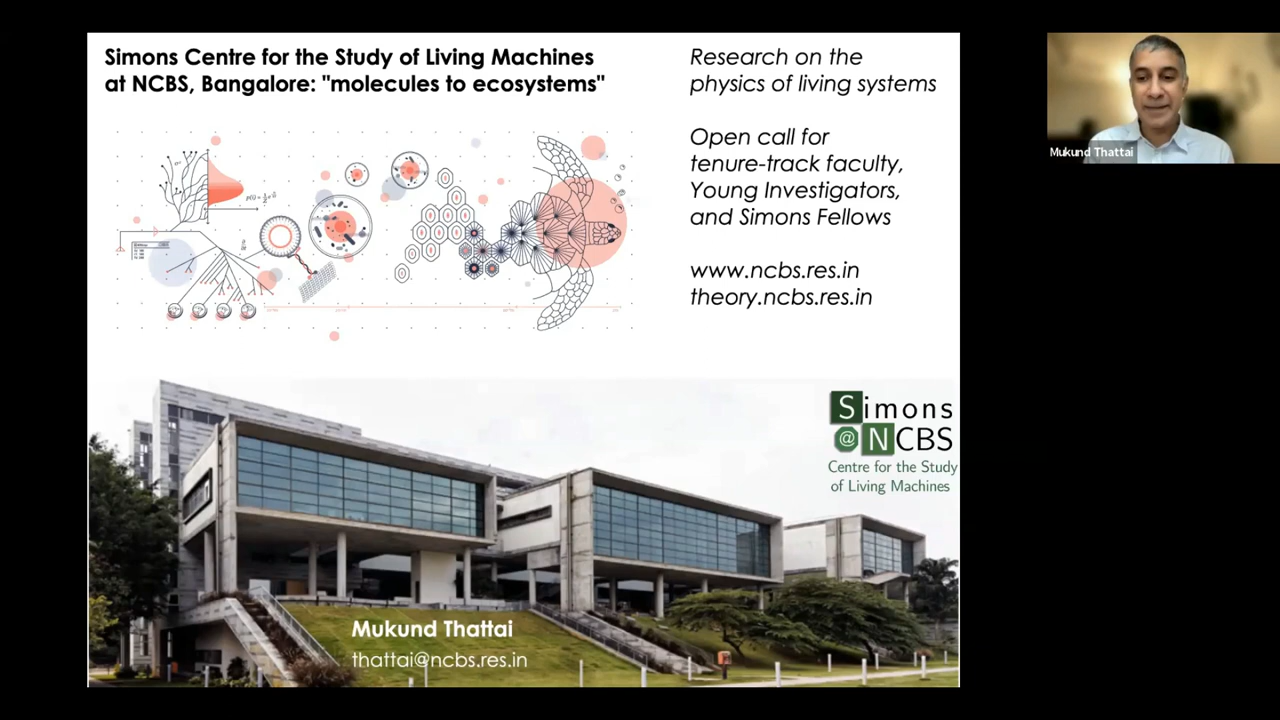 Simons Centre for the Study of Living Machines
at NCBS, Bangalore: "molecules to ecosystems"
Research on the
physics of living systems
Open call for
tenure-track faculty,
Young Investigators,
and Simons Fellows
www.ncbs.res.in
theory.ncbs.res.in
Mukund Thattai
Simons
@ NCBS
Centre for the Study
of Living Machines
Mukund Thattai
thattai@ncbs.res.in